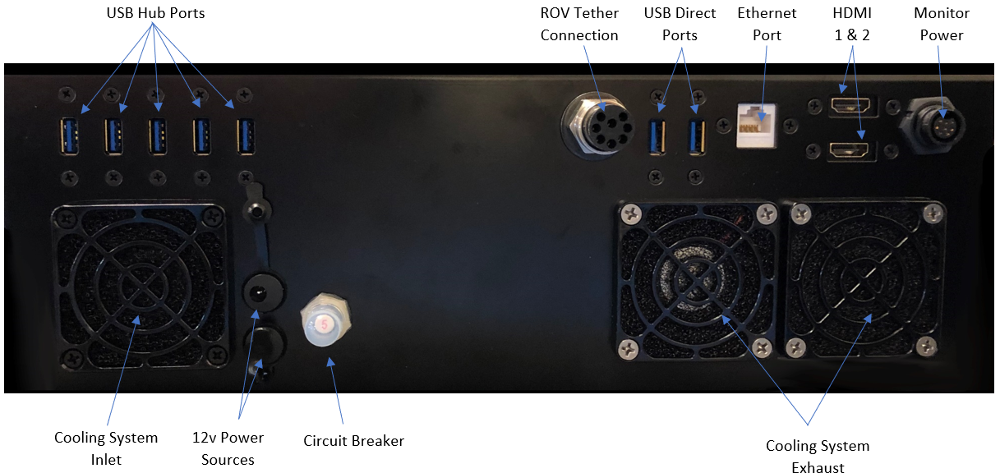 USB Hub Ports
ROV Tether
Connection
USB Direct
Ports
Ethernet
Port
HDMI
1 & 2
Monitor
Power
5
Cooling System
Inlet
12v Power
Sources
Circuit Breaker
Cooling System
Exhaust